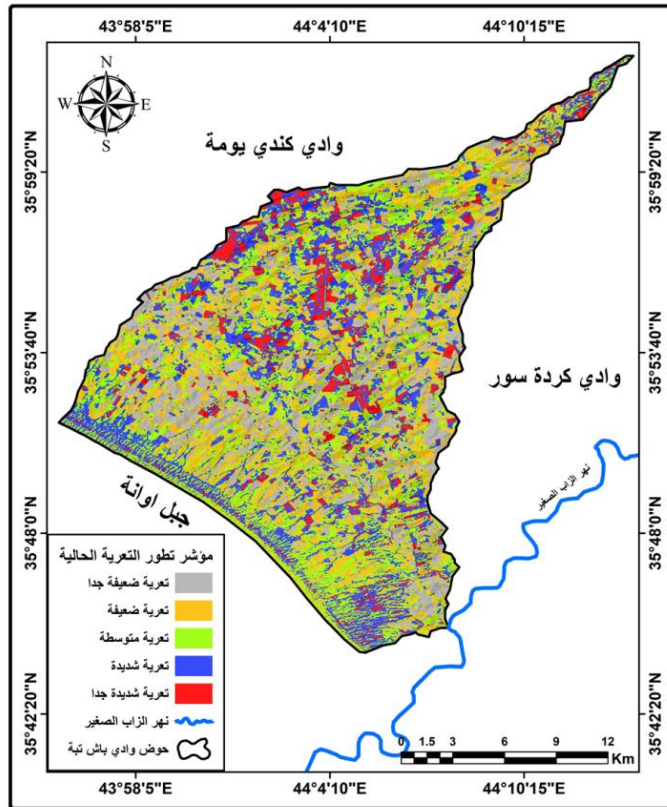 43°58'5"E 44°4'10"E 44°10'15"E
N
W E
S
وادي كندي يومة
35°59'20"N 35°59'20"N
35°53'40"N 35°53'40"N
وادي كردة سور
نهر الزاب الصغير
جبل اوانة
35°48'0"N 35°48'0"N
مؤشر تطور التعرية الحالية
تعرية ضعيفة جدا
تعرية ضعيفة
تعرية متوسطة
تعرية شديدة
تعرية شديدة جدا
نهر الزاب الصغير
حوض وادي باش تبة
35°42'20"N 35°42'20"N
0 1.5 3 6 9 12
Km
43°58'5"E 44°4'10"E 44°10'15"E